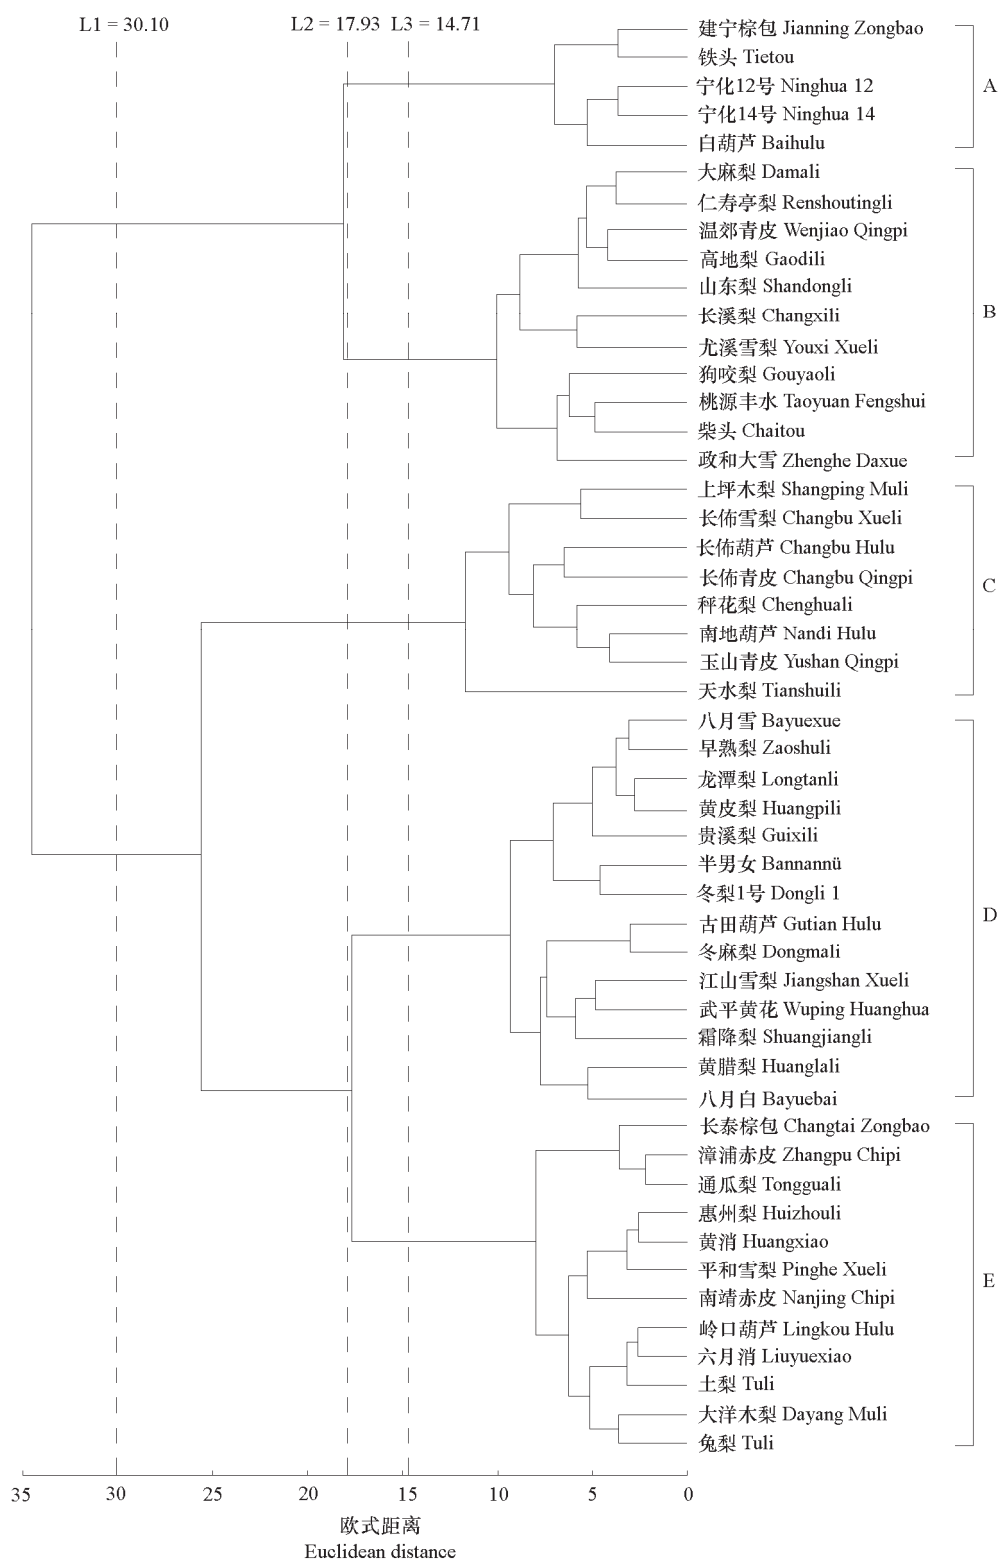 L1 = 30.10
L2 = 17.93
L3 = 14.71
建宁棕包 Jianning Zongbao
铁头 Tietou
宁化12号 Ninghua 12
宁化14号 Ninghua 14
白葫芦 Baihulu
A
大麻梨 Damali
仁寿亭梨 Renshoutingli
温郊青皮 Wenjiao Qingpi
高地梨 Gaodili
山东梨 Shandongli
长溪梨 Changxili
尤溪雪梨 Youxi Xueli
狗咬梨 Gouyaoli
桃源丰水 Taoyuan Fengshui
柴头 Chaitou
政和大雪 Zhenghe Daxue
B
上坪木梨 Shangping Muli
长佈雪梨 Changbu Xueli
长佈葫芦 Changbu Hulu
长佈青皮 Changbu Qingpi
秤花梨 Chenghuali
南地葫芦 Nandi Hulu
玉山青皮 Yushan Qingpi
天水梨 Tianshuili
C
八月雪 Bayuexue
早熟梨 Zaoshuli
龙潭梨 Longtanli
黄皮梨 Huangpili
贵溪梨 Guixili
半男女 Bannannü
冬梨1号 Dongli 1
古田葫芦 Gutian Hulu
冬麻梨 Dongmali
江山雪梨 Jiangshan Xueli
武平黄花 Wuping Huanghua
霜降梨 Shuangjiangli
黄腊梨 Huanglali
八月白 Bayuebai
D
长泰棕包 Changtai Zongbao
漳浦赤皮 Zhangpu Chipi
通瓜梨 Tongguali
惠州梨 Huizhouli
黄消 Huangxiao
平和雪梨 Pinghe Xueli
南靖赤皮 Nanjing Chipi
岭口葫芦 Lingkou Hulu
六月消 Liuyuexiao
土梨 Tuli
大洋木梨 Dayang Muli
兔梨 Tuli
E
35 30 25 20 15 10 5 0
欧式距离
Euclidean distance